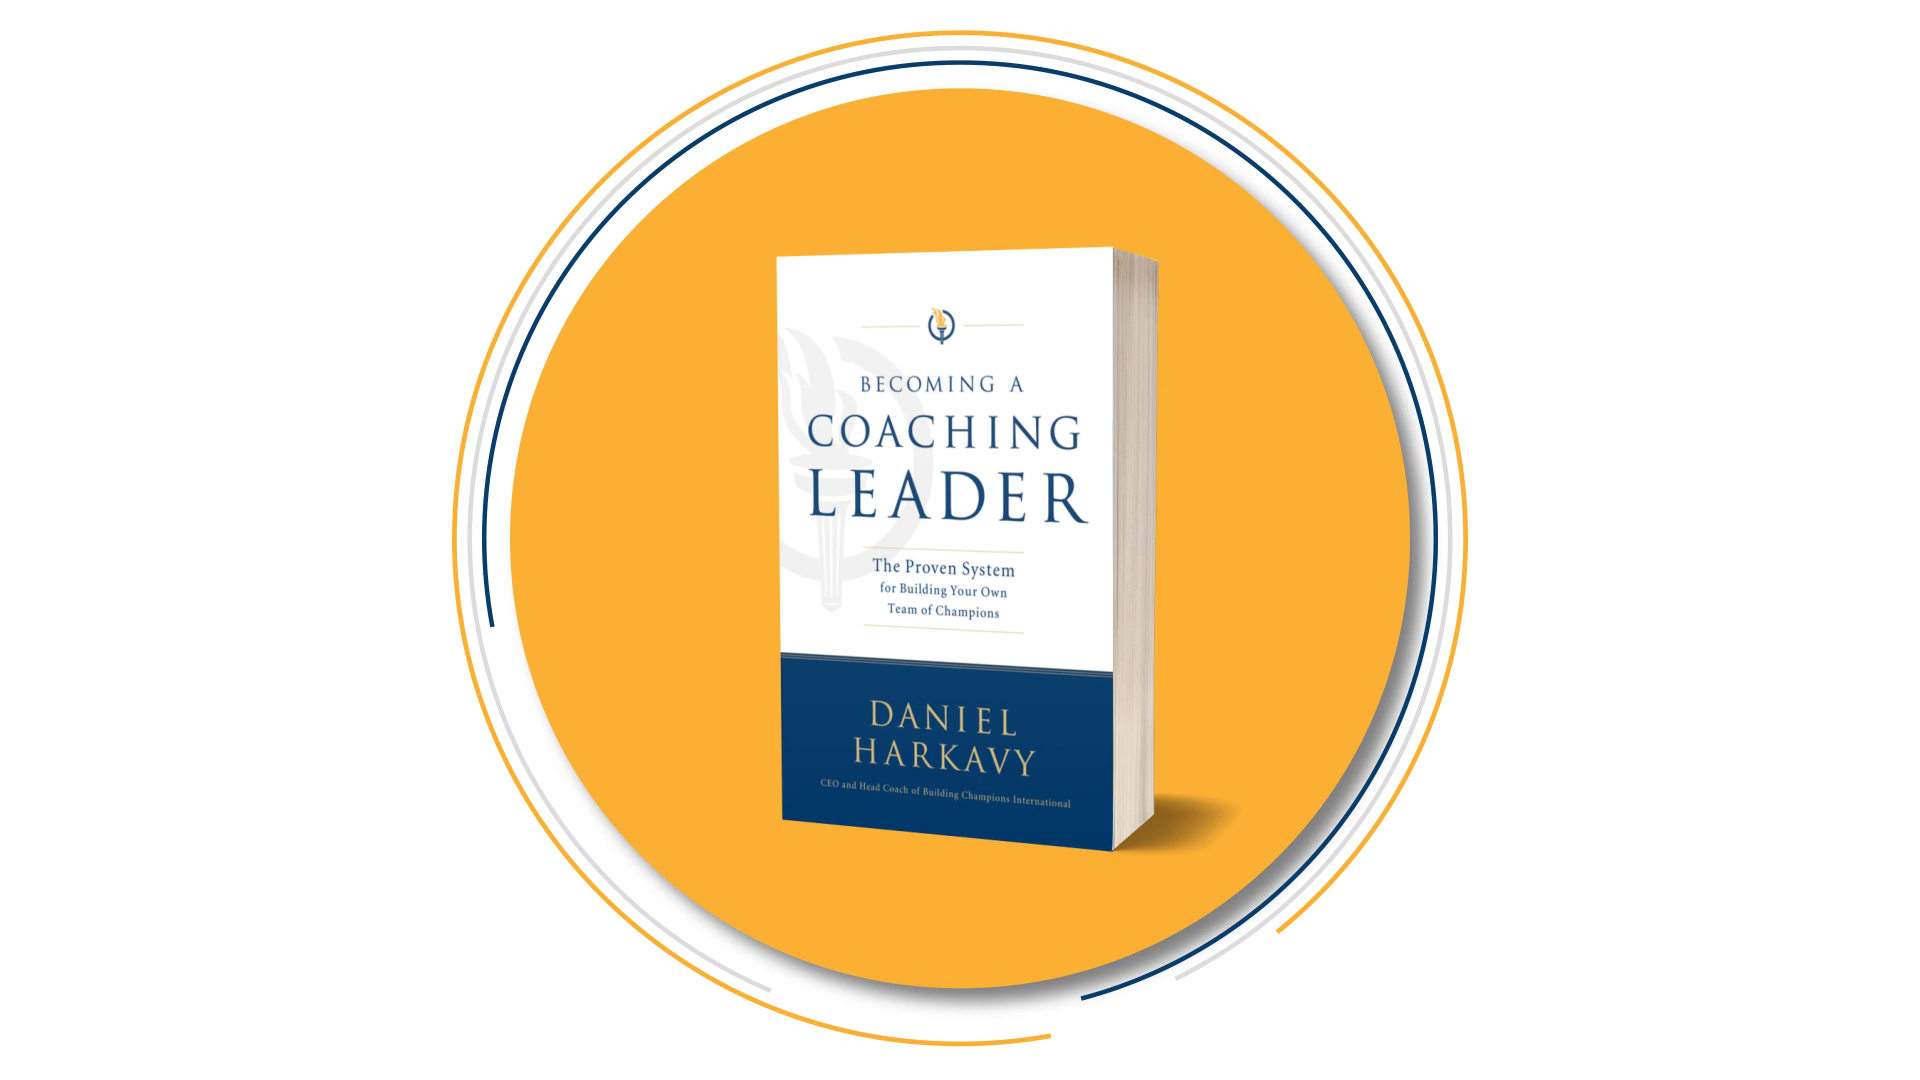 BECOMING A
COACHING
LEADER
The Proven System
for Building Your Own
Team of Champions
DANIEL
HARKAVY
CEO and Head Coach of Building Champions International